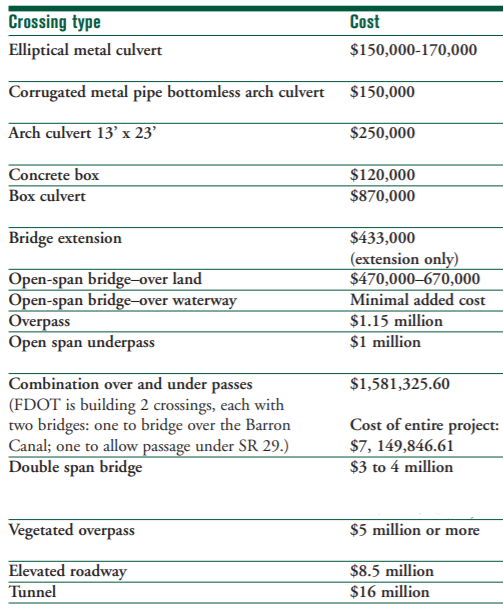 Crossing type Cost
Elliptical metal culvert $150,000-170,000
Corrugated metal pipe bottomless arch culvert $150,000
Arch culvert 13’ x 23’ $250,000
Concrete box $120,000
Box culvert $870,000
Bridge extension $433,000
(extension only)
Open-span bridge–over land $470,000–670,000
Open-span bridge–over waterway Minimal added cost
Overpass $1.15 million
Open span underpass $1 million
Combination over and under passes $1,581,325.60
(FDOT is building 2 crossings, each with
two bridges: one to bridge over the Barron Cost of entire project:
Canal; one to allow passage under SR 29.) $7, 149,846.61
Double span bridge $3 to 4 million
Vegetated overpass $5 million or more
Elevated roadway $8.5 million
Tunnel $16 million